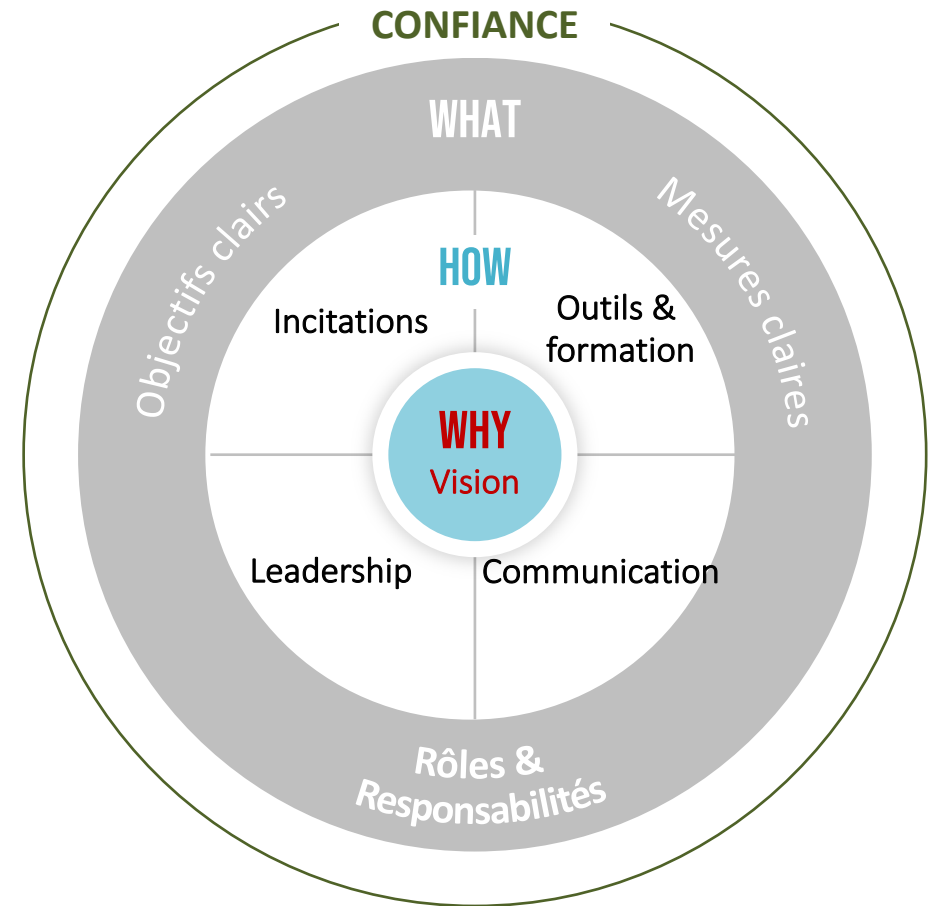 CONFIANCE
WHAT
Objectifs clairs
Mesures claires
HOW
Incitations
Outils &
formation
WHY
Vision
Leadership
Communication
Rôles &
Responsabilités